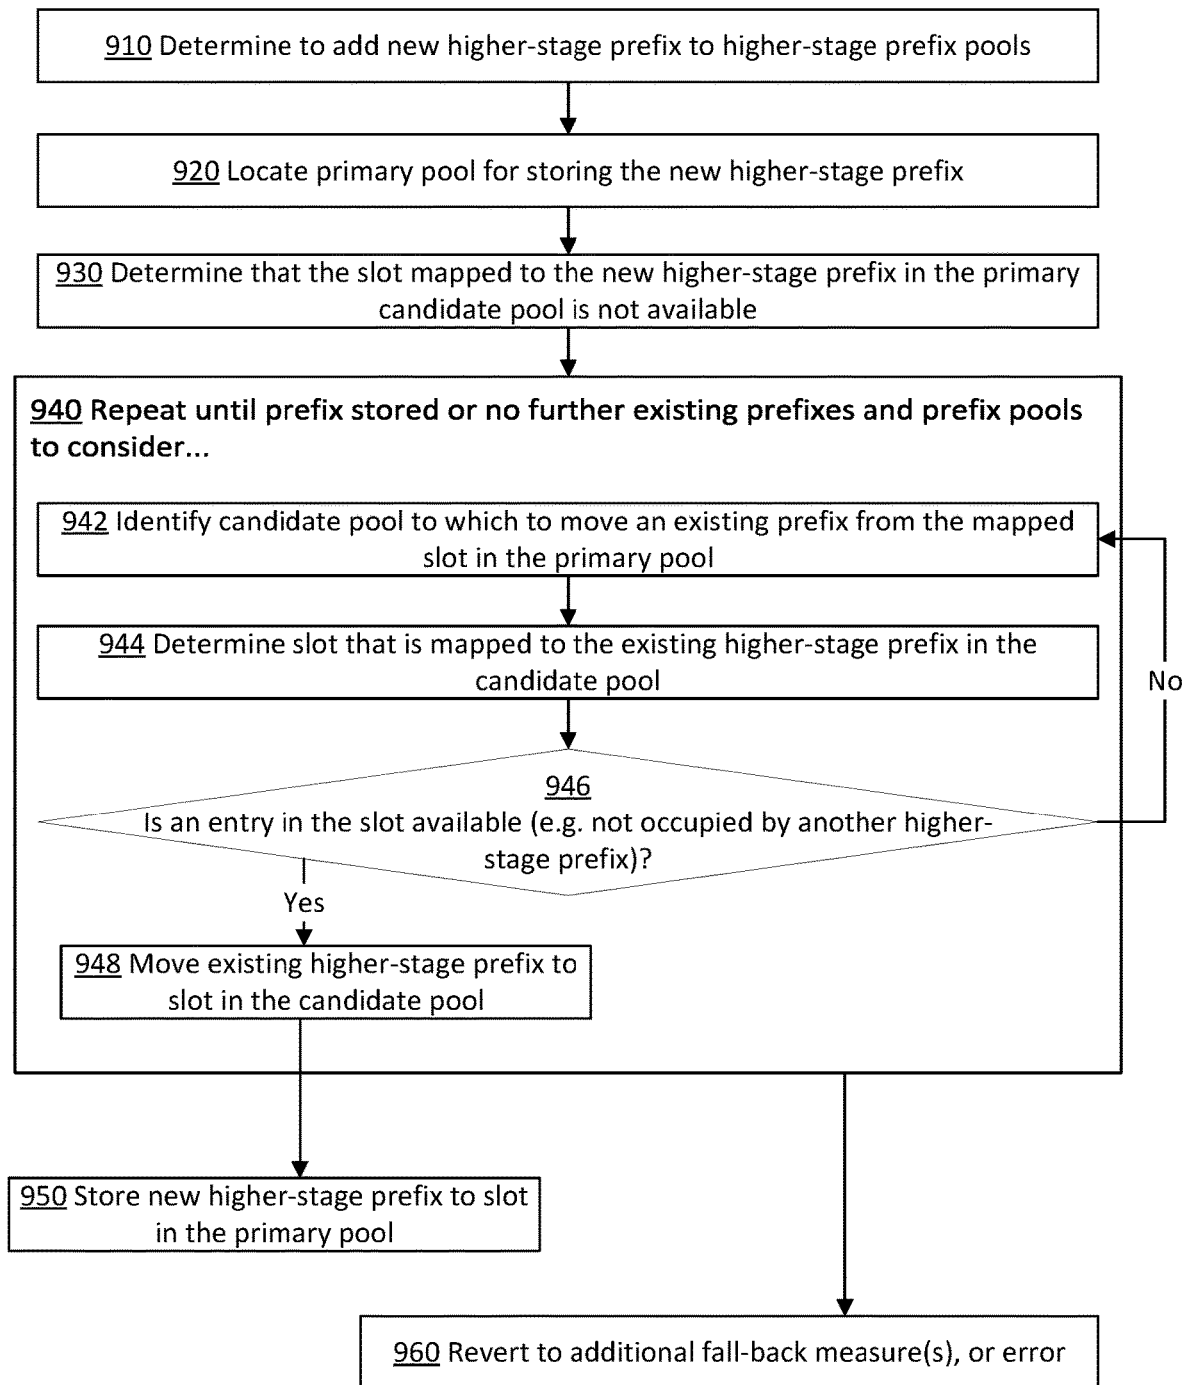 910 Determine to add new higher-stage prefix to higher-stage prefix pools
920 Locate primary pool for storing the new higher-stage prefix
930 Determine that the slot mapped to the new higher-stage prefix in the primary
candidate pool is not available
940 Repeat until prefix stored or no further existing prefixes and prefix pools
to consider...
942 Identify candidate pool to which to move an existing prefix from the mapped
slot in the primary pool
944 Determine slot that is mapped to the existing higher-stage prefix in the
candidate pool
No
946
Is an entry in the slot available (e.g. not occupied by another higher-
stage prefix)?
Yes
948 Move existing higher-stage prefix to
slot in the candidate pool
950 Store new higher-stage prefix to slot
in the primary pool
960 Revert to additional fall-back measure(s), or error